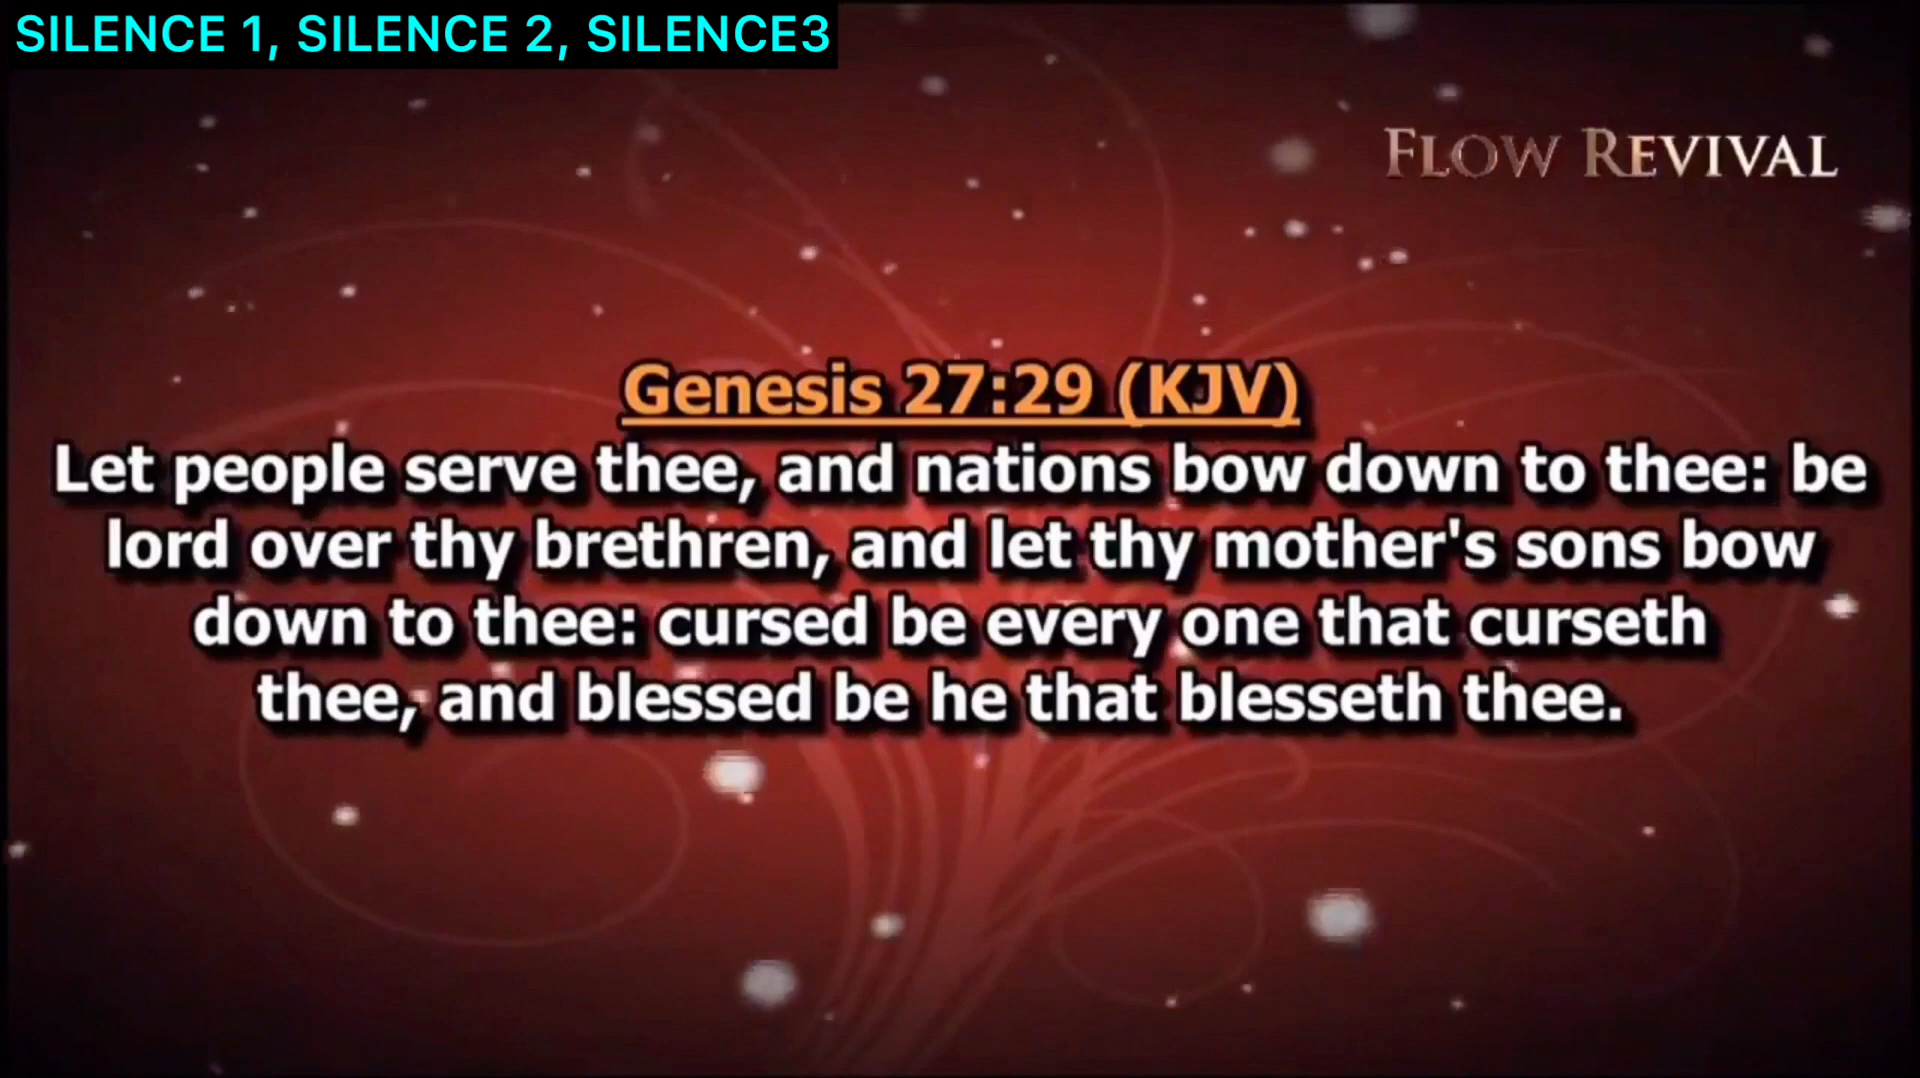 SILENCE 1, SILENCE 2, SILENCE3
FLOW REVIVAL
Genesis 27:29 (KJV)
Let people serve thee, and nations bow down to thee: be
lord over thy brethren, and let thy mother's sons bow
down to thee: cursed be every one that curseth
thee, and blessed be he that blesseth thee.